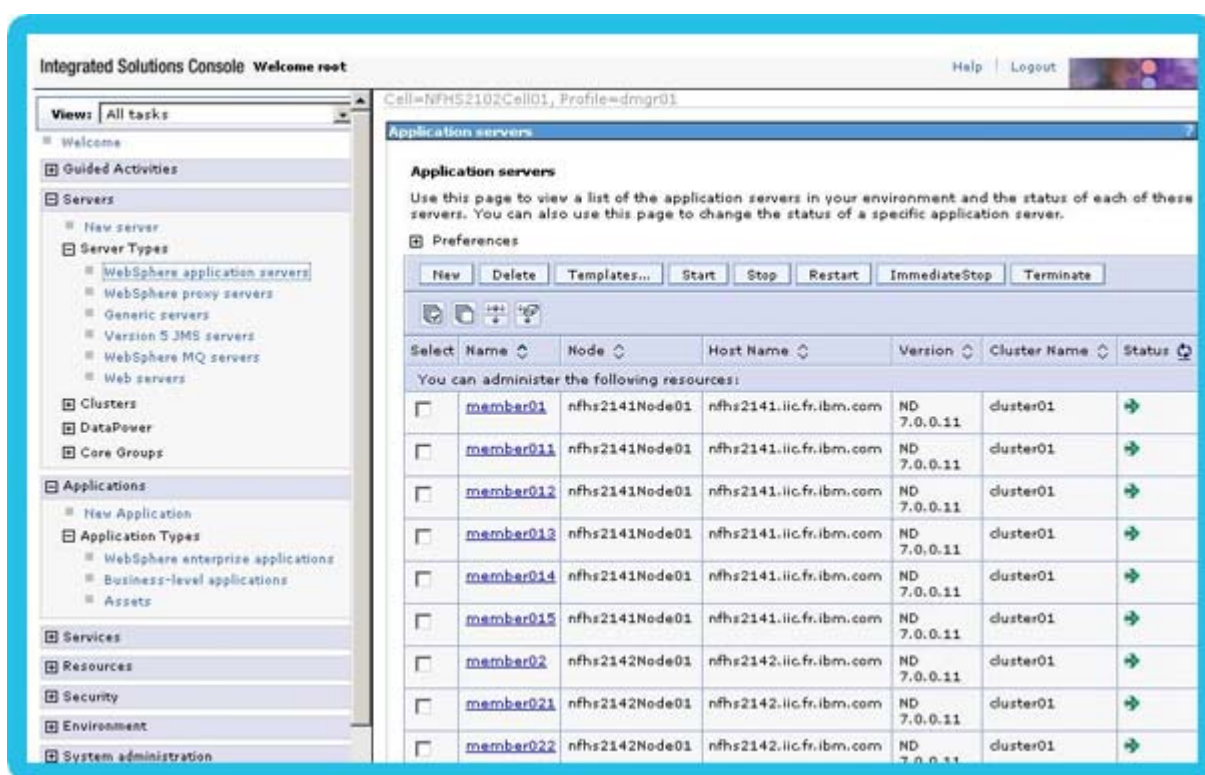 Integrated Solutions Console Welcome root
Help Logout
Cell=NFHS2102Cell01, Profile=dmgr01
View: All tasks
Welcome
Guided Activities
Servers
New server
Server Types
WebSphere application servers
WebSphere proxy servers
Generic servers
Version 5 JMS servers
WebSphere MQ servers
Web servers
Clusters
DataPower
Core Groups
Applications
New Application
Application Types
WebSphere enterprise applications
Business-level applications
Assets
Services
Resources
Security
Environment
System administration
Application servers ?
Application servers
Use this page to view a list of the application servers in your environment and the status of each of these
servers. You can also use this page to change the status of a specific application server.
Preferences
New Delete Templates... Start Stop Restart ImmediateStop Terminate
Select Name Node Host Name Version Cluster Name Status
You can administer the following resources:
member01 nfhs2141Node01 nfhs2141.iic.fr.ibm.com ND 7.0.0.11 cluster01
member011 nfhs2141Node01 nfhs2141.iic.fr.ibm.com ND 7.0.0.11 cluster01
member012 nfhs2141Node01 nfhs2141.iic.fr.ibm.com ND 7.0.0.11 cluster01
member013 nfhs2141Node01 nfhs2141.iic.fr.ibm.com ND 7.0.0.11 cluster01
member014 nfhs2141Node01 nfhs2141.iic.fr.ibm.com ND 7.0.0.11 cluster01
member015 nfhs2141Node01 nfhs2141.iic.fr.ibm.com ND 7.0.0.11 cluster01
member02 nfhs2142Node01 nfhs2142.iic.fr.ibm.com ND 7.0.0.11 cluster01
member021 nfhs2142Node01 nfhs2142.iic.fr.ibm.com ND 7.0.0.11 cluster01
member022 nfhs2142Node01 nfhs2142.iic.fr.ibm.com ND 7.0.0.11 cluster01